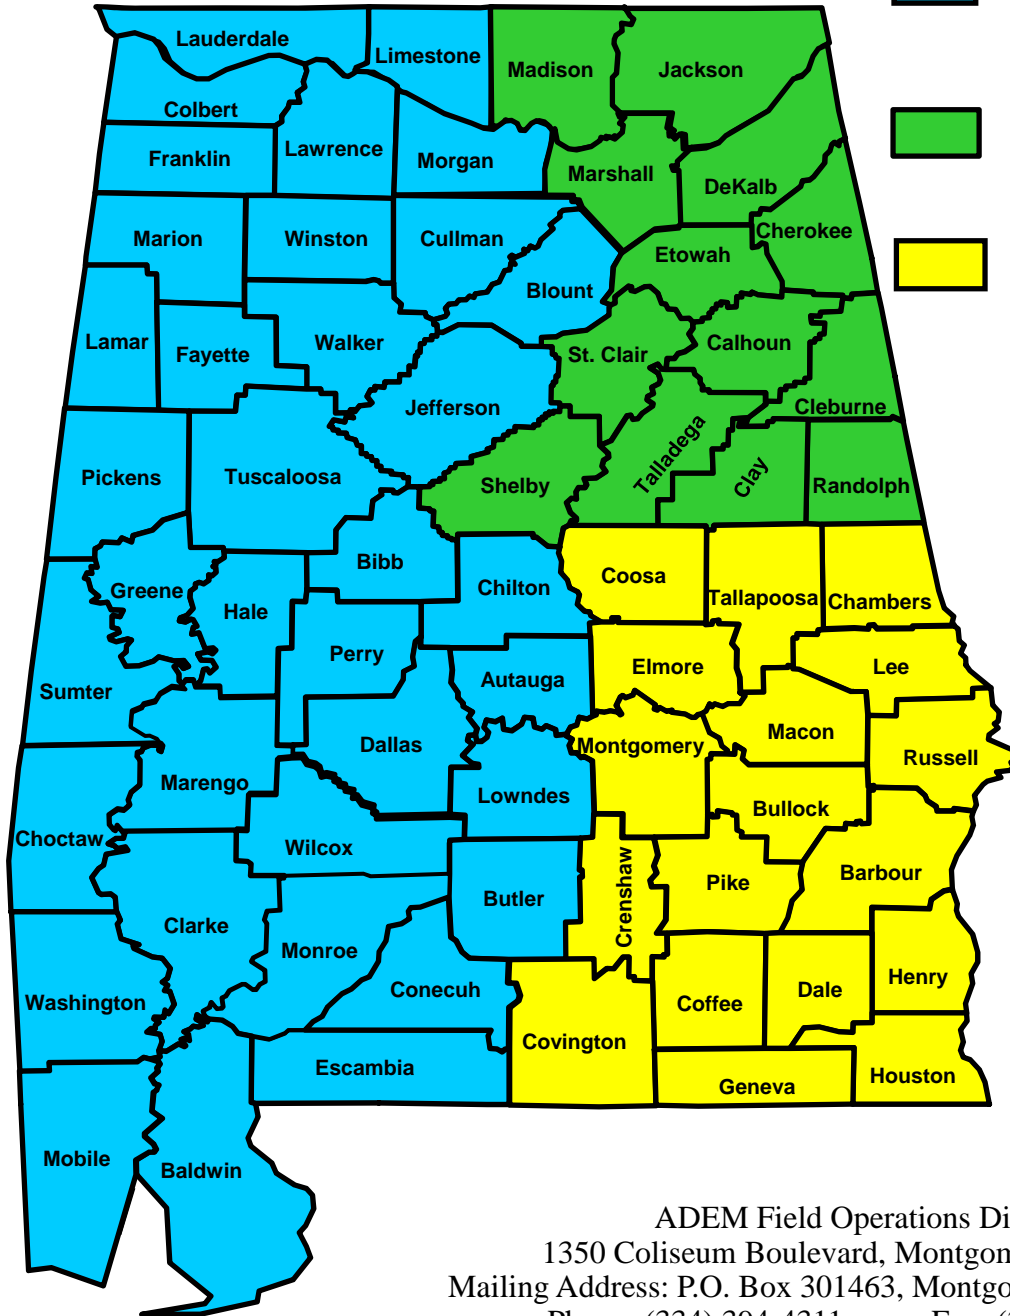 Lauderdale
Limestone
Madison
Jackson
Colbert
Franklin
Lawrence
Morgan
Marshall
DeKalb
Cherokee
Marion
Winston
Cullman
Etowah
Blount
Lamar
Fayette
Walker
St. Clair
Calhoun
Jefferson
Cleburne
Talladega
Pickens
Tuscaloosa
Shelby
Clay
Randolph
Bibb
Coosa
Greene
Hale
Chilton
Tallapoosa
Chambers
Perry
Elmore
Lee
Sumter
Autauga
Dallas
Montgomery
Macon
Russell
Marengo
Lowndes
Bullock
Choctaw
Wilcox
Crenshaw
Pike
Barbour
Clarke
Butler
Monroe
Washington
Conecuh
Coffee
Dale
Henry
Covington
Escambia
Geneva
Houston
Mobile
Baldwin
ADEM Field Operations Di
1350 Coliseum Boulevard, Montgom
Mailing Address: P.O. Box 301463, Montgo